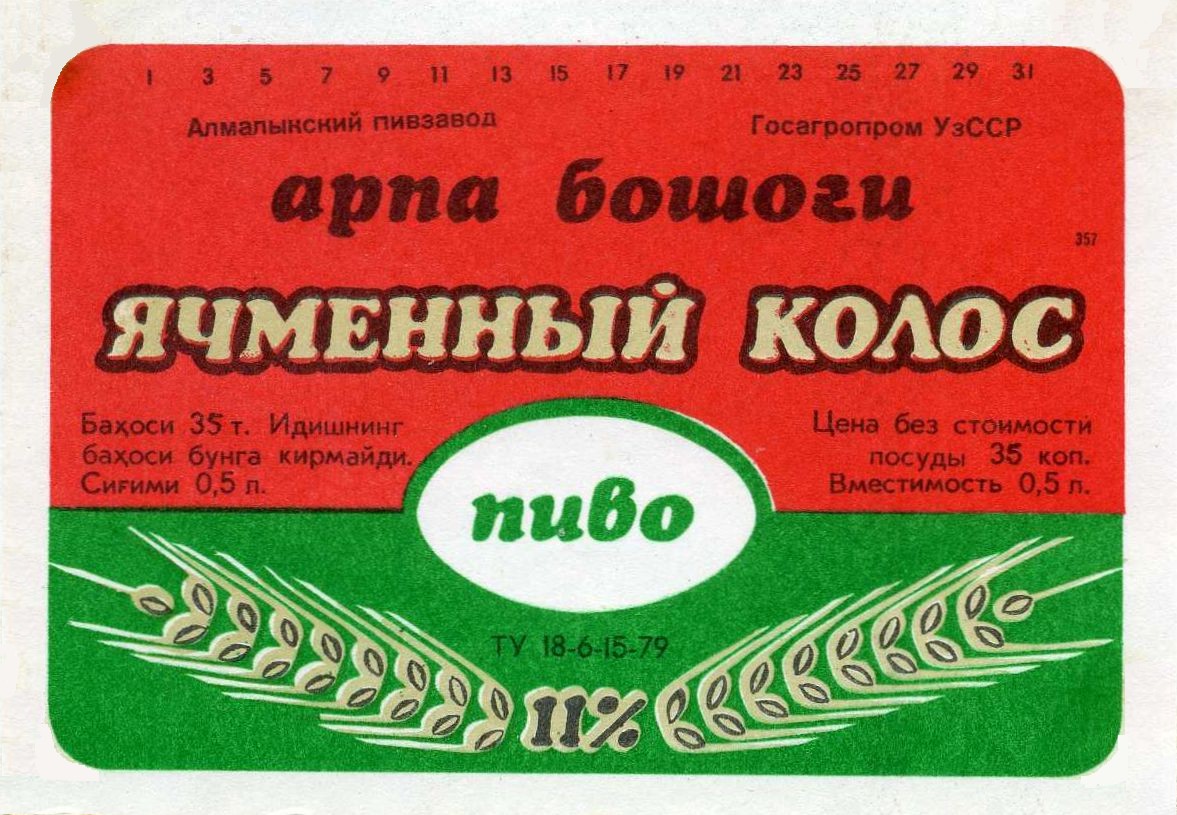 1 3 5 7 9 11 13 15 17 19 21 23 25 27 29 31
Алмалыкский пивзавод
Госагропром УзССР
арпа бошоги
357
ЯЧМЕННЫЙ КОЛОС
Баҳоси 35 т. Идишнинг
баҳоси бунга кирмайди.
Сиғими 0,5 л.
Цена без стоимости
посуды 35 коп.
Вместимость 0,5 л.
пиво
ТУ 18-6-15-79
11%